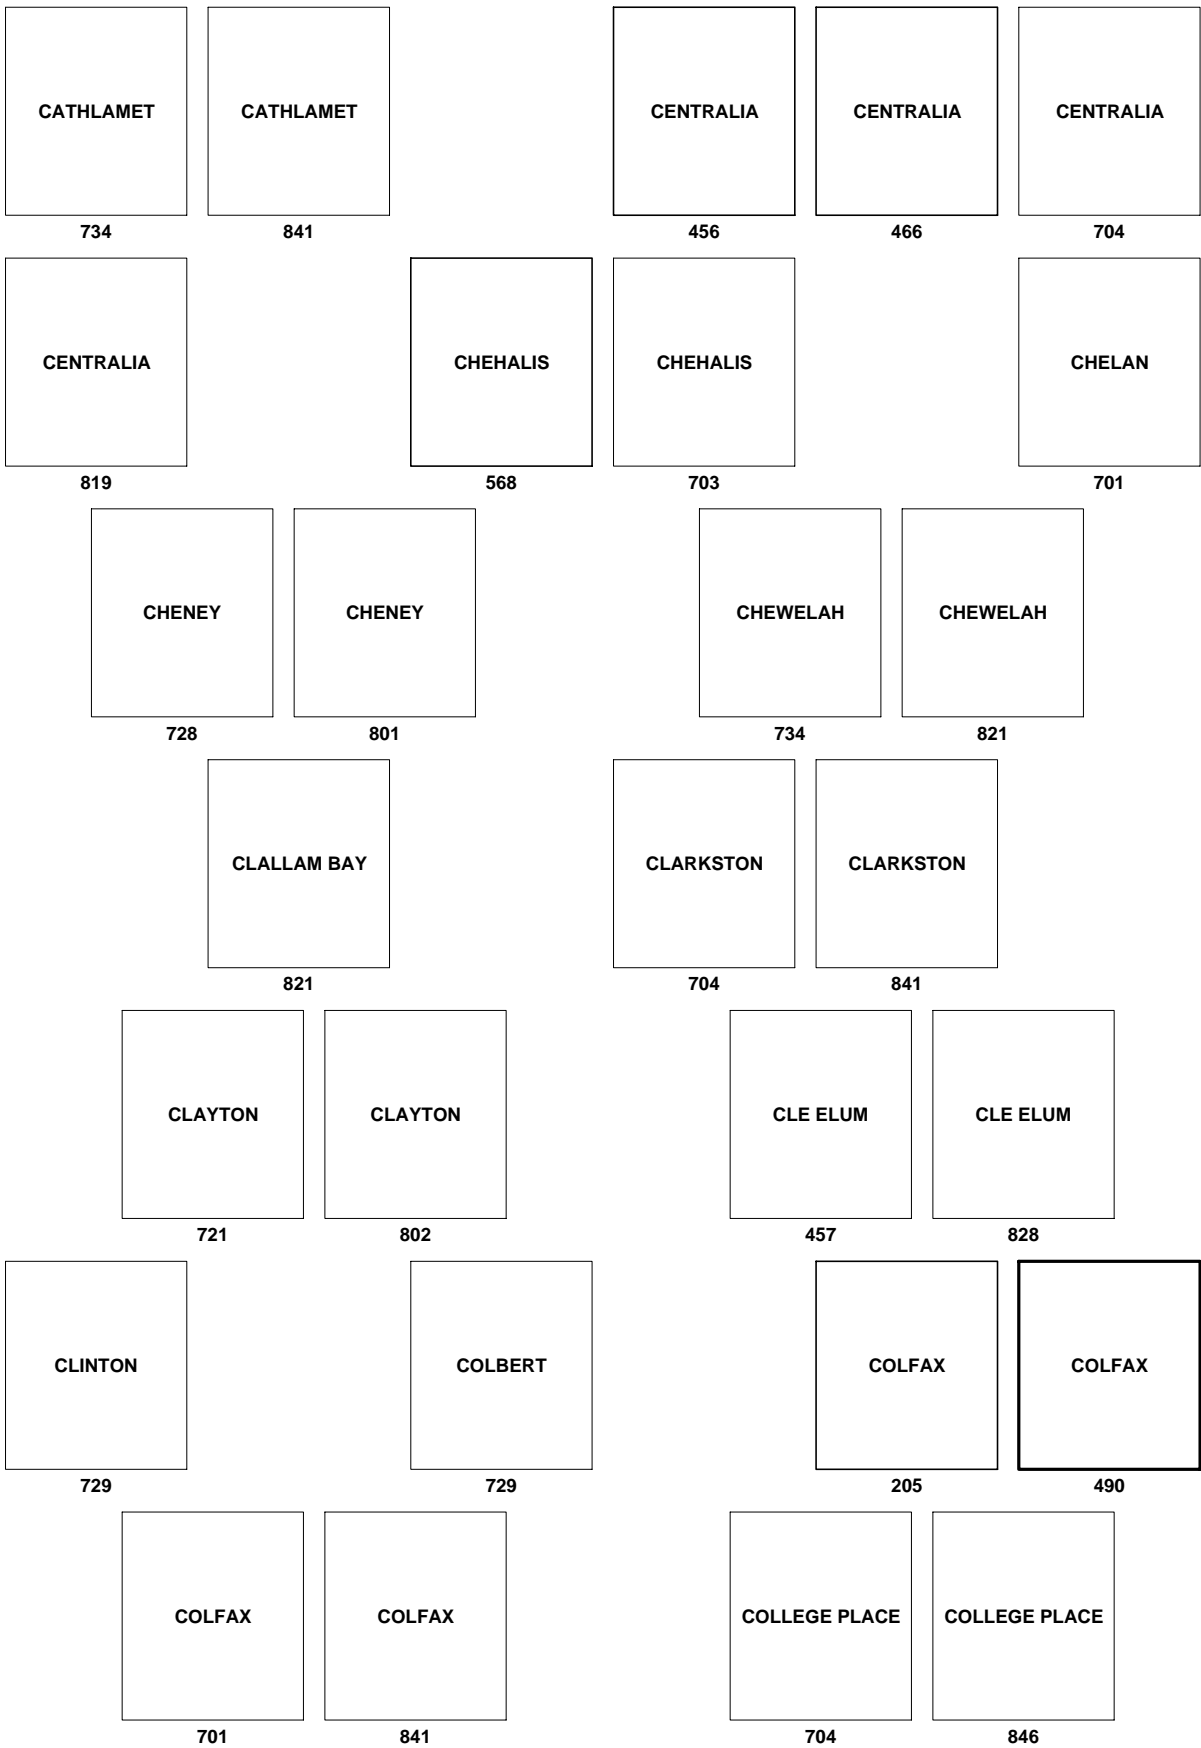 CATHLAMET CATHLAMET CENTRALIA CENTRALIA CENTRALIA
734 841 456 466 704
CENTRALIA CHEHALIS CHEHALIS CHELAN
819 568 703 701
CHENEY CHENEY CHEWELAH CHEWELAH
728 801 734 821
CLALLAM BAY CLARKSTON CLARKSTON
821 704 841
CLAYTON CLAYTON CLE ELUM CLE ELUM
721 802 457 828
CLINTON COLBERT COLFAX COLFAX
729 729 205 490
COLFAX COLFAX COLLEGE PLACE COLLEGE PLACE
701 841 704 846